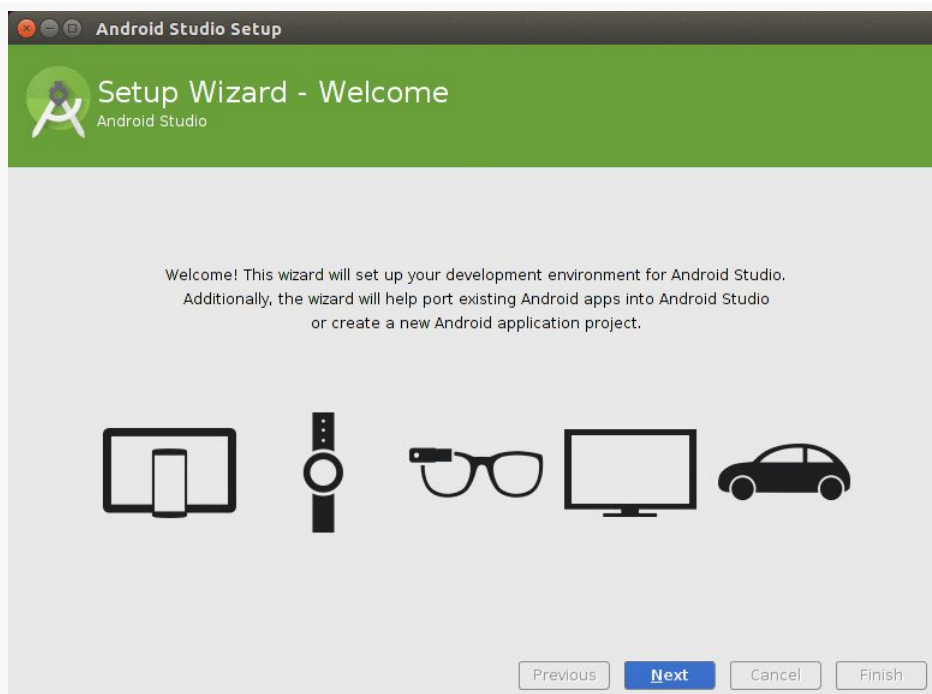 Android Studio Setup
Setup Wizard - Welcome
Android Studio
Welcome! This wizard will set up your development environment for Android Studio.
Additionally, the wizard will help port existing Android apps into Android Studio
or create a new Android application project.
Previous
Next
Cancel
Finish